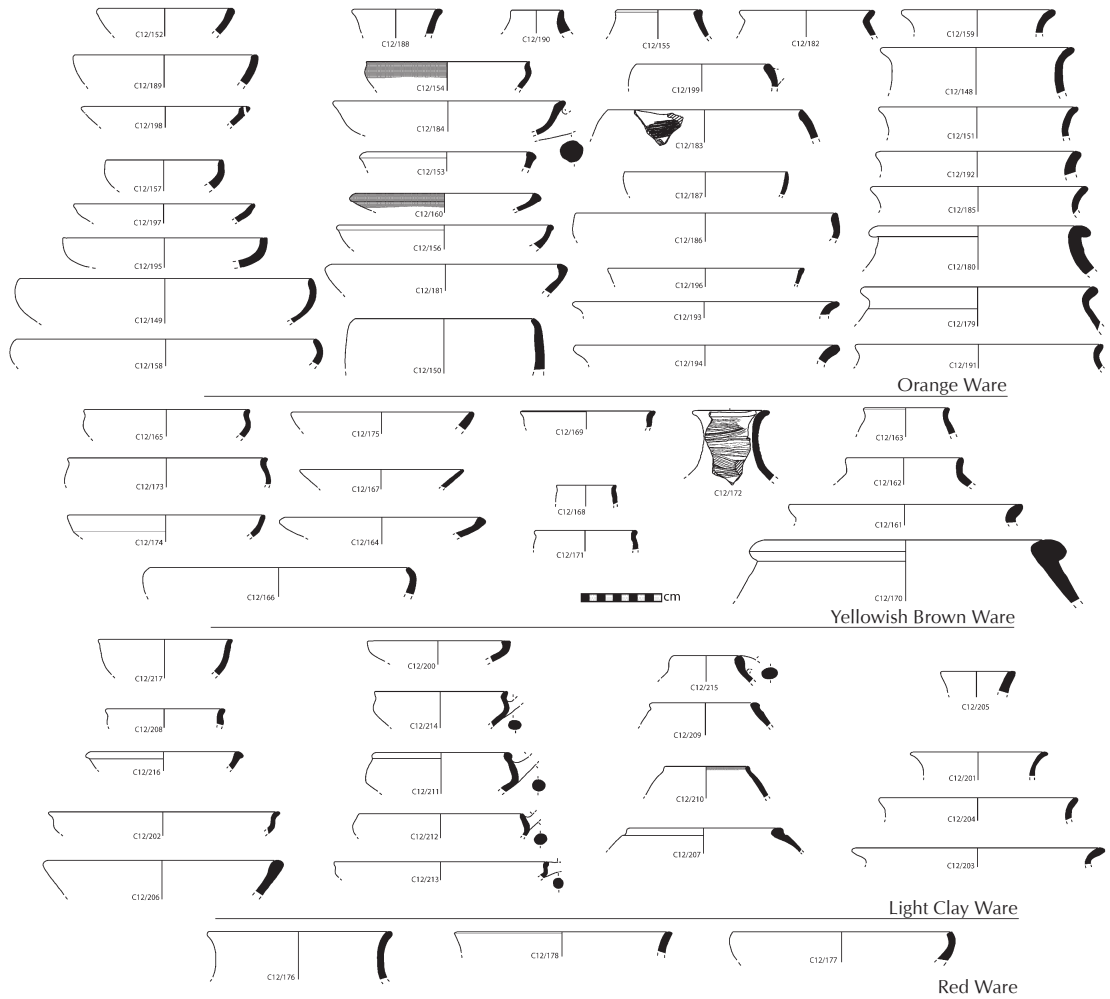 C12/152
C12/188
C12/190
C12/155
C12/182
C12/159
C12/189
C12/154
C12/199
C12/148
C12/198
C12/184
C12/183
C12/151
C12/157
C12/153
C12/187
C12/192
C12/197
C12/160
C12/186
C12/185
C12/195
C12/156
C12/196
C12/180
C12/149
C12/181
C12/193
C12/179
C12/158
C12/150
C12/194
C12/191
Orange Ware
C12/165
C12/175
C12/169
C12/172
C12/163
C12/173
C12/167
C12/168
C12/162
C12/174
C12/164
C12/171
C12/161
C12/166
cm
C12/170
Yellowish Brown Ware
C12/217
C12/200
C12/215
C12/205
C12/208
C12/214
C12/209
C12/216
C12/211
C12/210
C12/201
C12/202
C12/212
C12/207
C12/204
C12/206
C12/213
C12/203
Light Clay Ware
C12/176
C12/178
C12/177
Red Ware